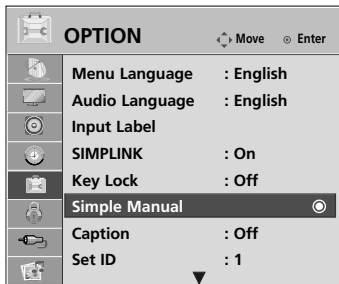 OPTION Move Enter
Menu Language : English
Audio Language : English
Input Label
SIMPLINK : On
Key Lock : Off
Simple Manual
Caption : Off
Set ID : 1